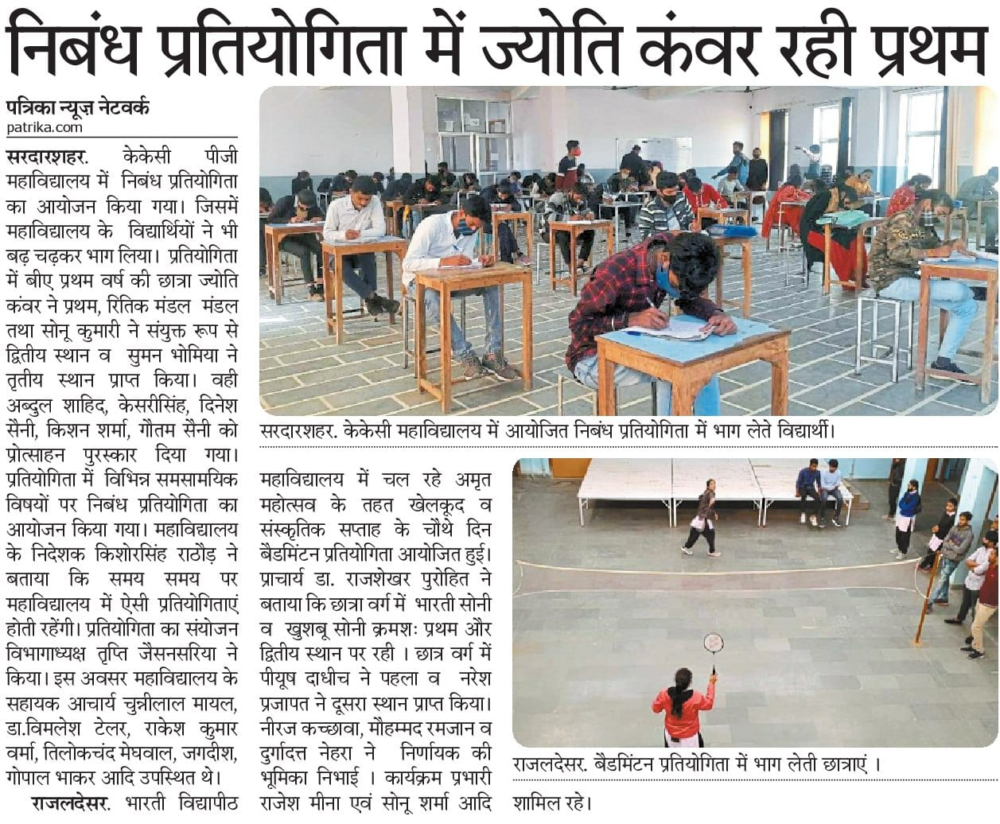 निबंध प्रतियोगिता में ज्योति कंवर रही प्रथम
पत्रिका न्यूज़ नेटवर्क
patrika.com
सरदारशहर. केकेसी पीजी
महाविद्यालय में निबंध प्रतियोगिता
का आयोजन किया गया। जिसमें
महाविद्यालय के विद्यार्थियों ने भी
बढ़ चढ़कर भाग लिया। प्रतियोगिता
में बीए प्रथम वर्ष की छात्रा ज्योति
कंवर ने प्रथम, रितिक मंडल मंडल
तथा सोनू कुमारी ने संयुक्त रूप से
द्वितीय स्थान व सुमन भोमिया ने
तृतीय स्थान प्राप्त किया। वही
अब्दुल शाहिद, केसरीसिंह, दिनेश
सैनी, किशन शर्मा, गौतम सैनी को
प्रोत्साहन पुरस्कार दिया गया।
प्रतियोगिता में विभिन्न समसामयिक
विषयों पर निबंध प्रतियोगिता का
आयोजन किया गया। महाविद्यालय
के निदेशक किशोरसिंह राठौड़ ने
बताया कि समय समय पर
महाविद्यालय में ऐसी प्रतियोगिताएं
होती रहेंगी। प्रतियोगिता का संयोजन
विभागाध्यक्ष तृप्ति जैसनसरिया ने
किया। इस अवसर महाविद्यालय के
सहायक आचार्य चुन्नीलाल मायल,
डा.विमलेश टेलर, राकेश कुमार
वर्मा, तिलोकचंद मेघवाल, जगदीश,
गोपाल भाकर आदि उपस्थित थे।
राजलदेसर. भारती विद्यापीठ
सरदारशहर. केकेसी महाविद्यालय में आयोजित निबंध प्रतियोगिता में भाग लेते विद्यार्थी।
महाविद्यालय में चल रहे अमृत
महोत्सव के तहत खेलकूद व
संस्कृतिक सप्ताह के चौथे दिन
बैडमिंटन प्रतियोगिता आयोजित हुई।
प्राचार्य डा. राजशेखर पुरोहित ने
बताया कि छात्रा वर्ग में भारती सोनी
व खुशबू सोनी क्रमशः प्रथम और
द्वितीय स्थान पर रही । छात्र वर्ग में
पीयूष दाधीच ने पहला व नरेश
प्रजापत ने दूसरा स्थान प्राप्त किया।
नीरज कच्छावा, मौहम्मद रमजान व
दुर्गादत्त नेहरा ने निर्णायक की
भूमिका निभाई । कार्यक्रम प्रभारी
राजेश मीना एवं सोनू शर्मा आदि
राजलदेसर. बैडमिंटन प्रतियोगिता में भाग लेती छात्राएं ।
शामिल रहे।